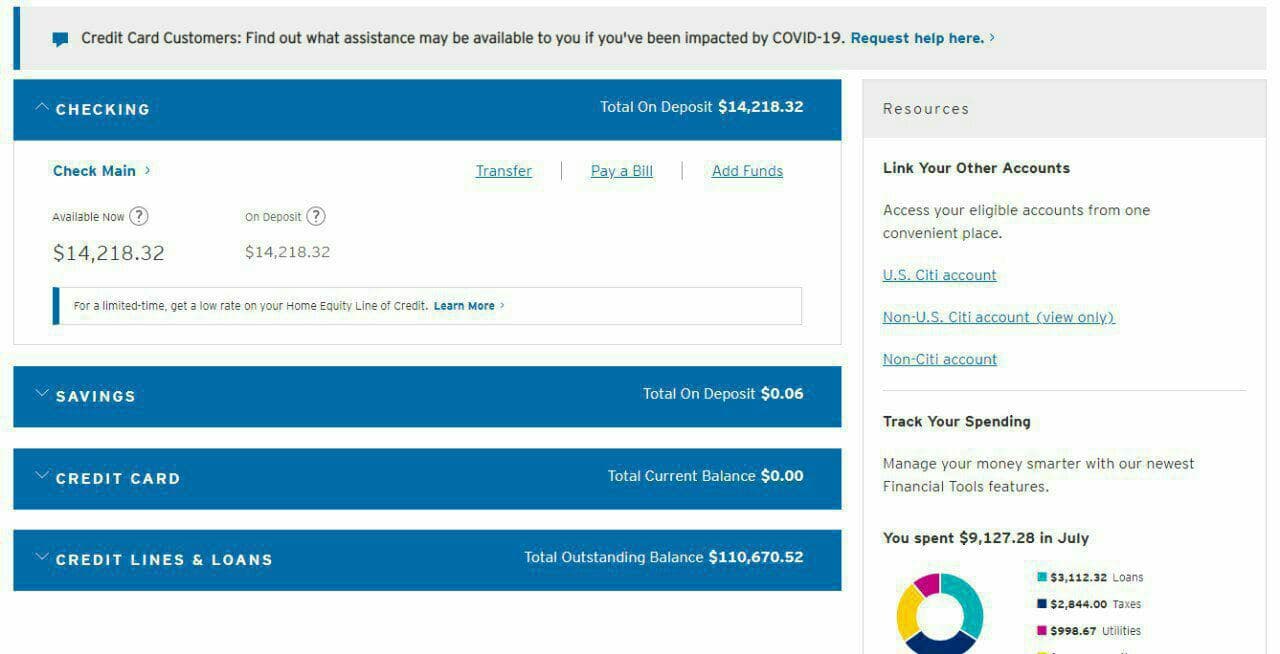 Credit Card Customers: Find out what assistance may be available to you if you've been impacted by COVID-19. Request help here. >
CHECKING
Total On Deposit $14,218.32
Check Main >
Transfer | Pay a Bill | Add Funds
Available Now ?
On Deposit ?
$14,218.32
$14,218.32
For a limited-time, get a low rate on your Home Equity Line of Credit. Learn More >
SAVINGS
Total On Deposit $0.06
CREDIT CARD
Total Current Balance $0.00
CREDIT LINES & LOANS
Total Outstanding Balance $110,670.52
Resources
Link Your Other Accounts
Access your eligible accounts from one
convenient place.
U.S. Citi account
Non-U.S. Citi account (view only)
Non-Citi account
Track Your Spending
Manage your money smarter with our newest
Financial Tools features.
You spent $9,127.28 in July
$3,112.32 Loans
$2,844.00 Taxes
$998.67 Utilities